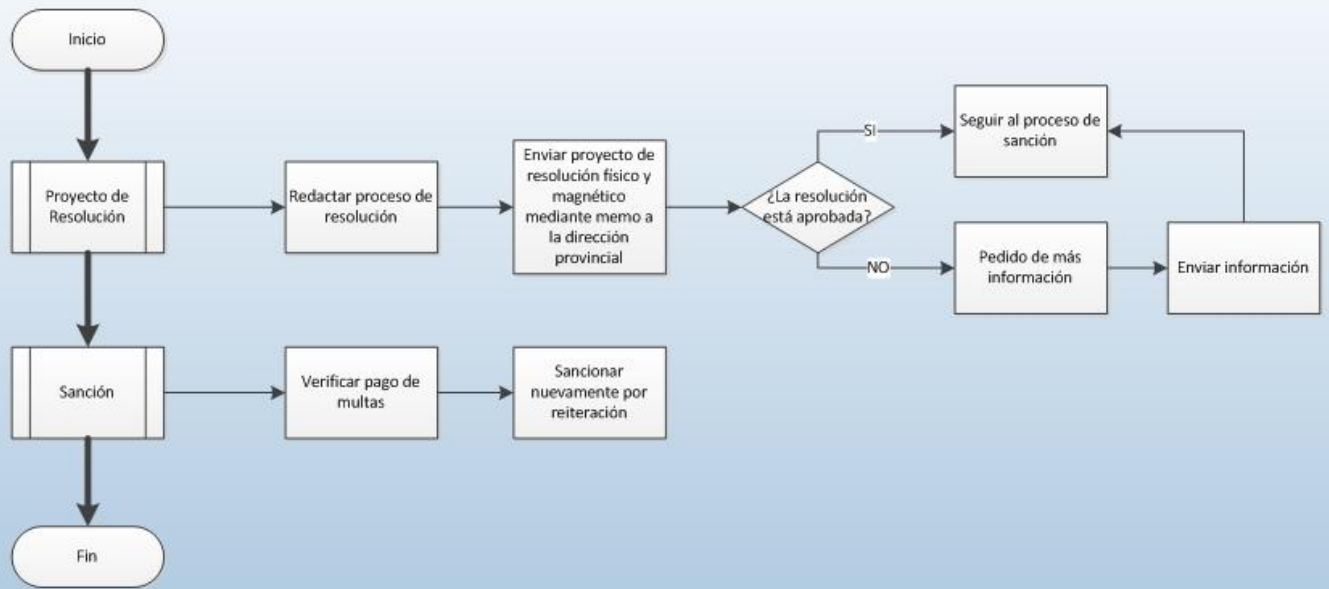 Inicio
Proyecto de
Resolución
Redactar proceso de
resolución
Enviar proyecto de
resolución físico y
magnético
mediante memo a
la dirección
provincial
¿La resolución
está aprobada?
SI
Seguir al proceso de
sanción
NO
Pedido de más
información
Enviar información
Sanción
Verificar pago de
multas
Sancionar
nuevamente por
reiteración
Fin